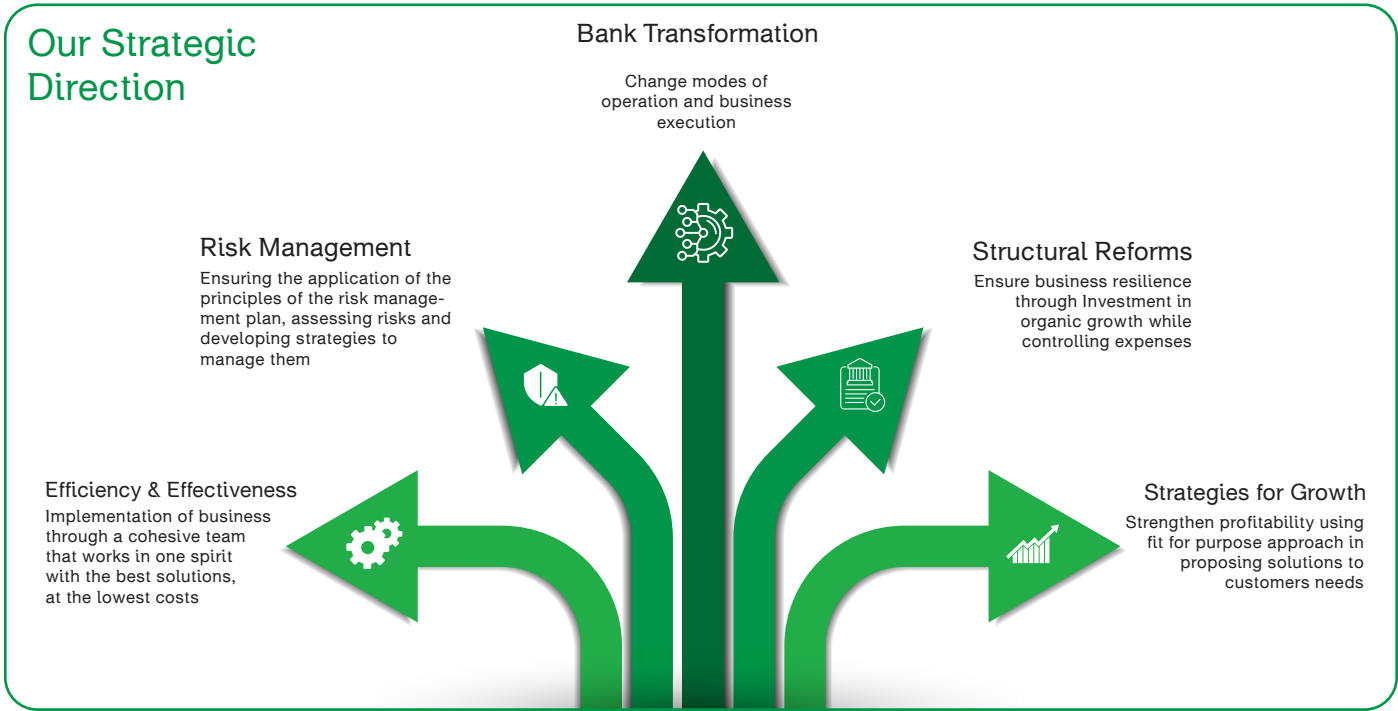 Our Strategic
Direction
Bank Transformation
Change modes of
operation and business
execution
Risk Management
Ensuring the application of the
principles of the risk manage-
ment plan, assessing risks and
developing strategies to
manage them
Structural Reforms
Ensure business resilience
through Investment in
organic growth while
controlling expenses
Efficiency & Effectiveness
Implementation of business
through a cohesive team
that works in one spirit
with the best solutions,
at the lowest costs
Strategies for Growth
Strengthen profitability using
fit for purpose approach in
proposing solutions to
customers needs